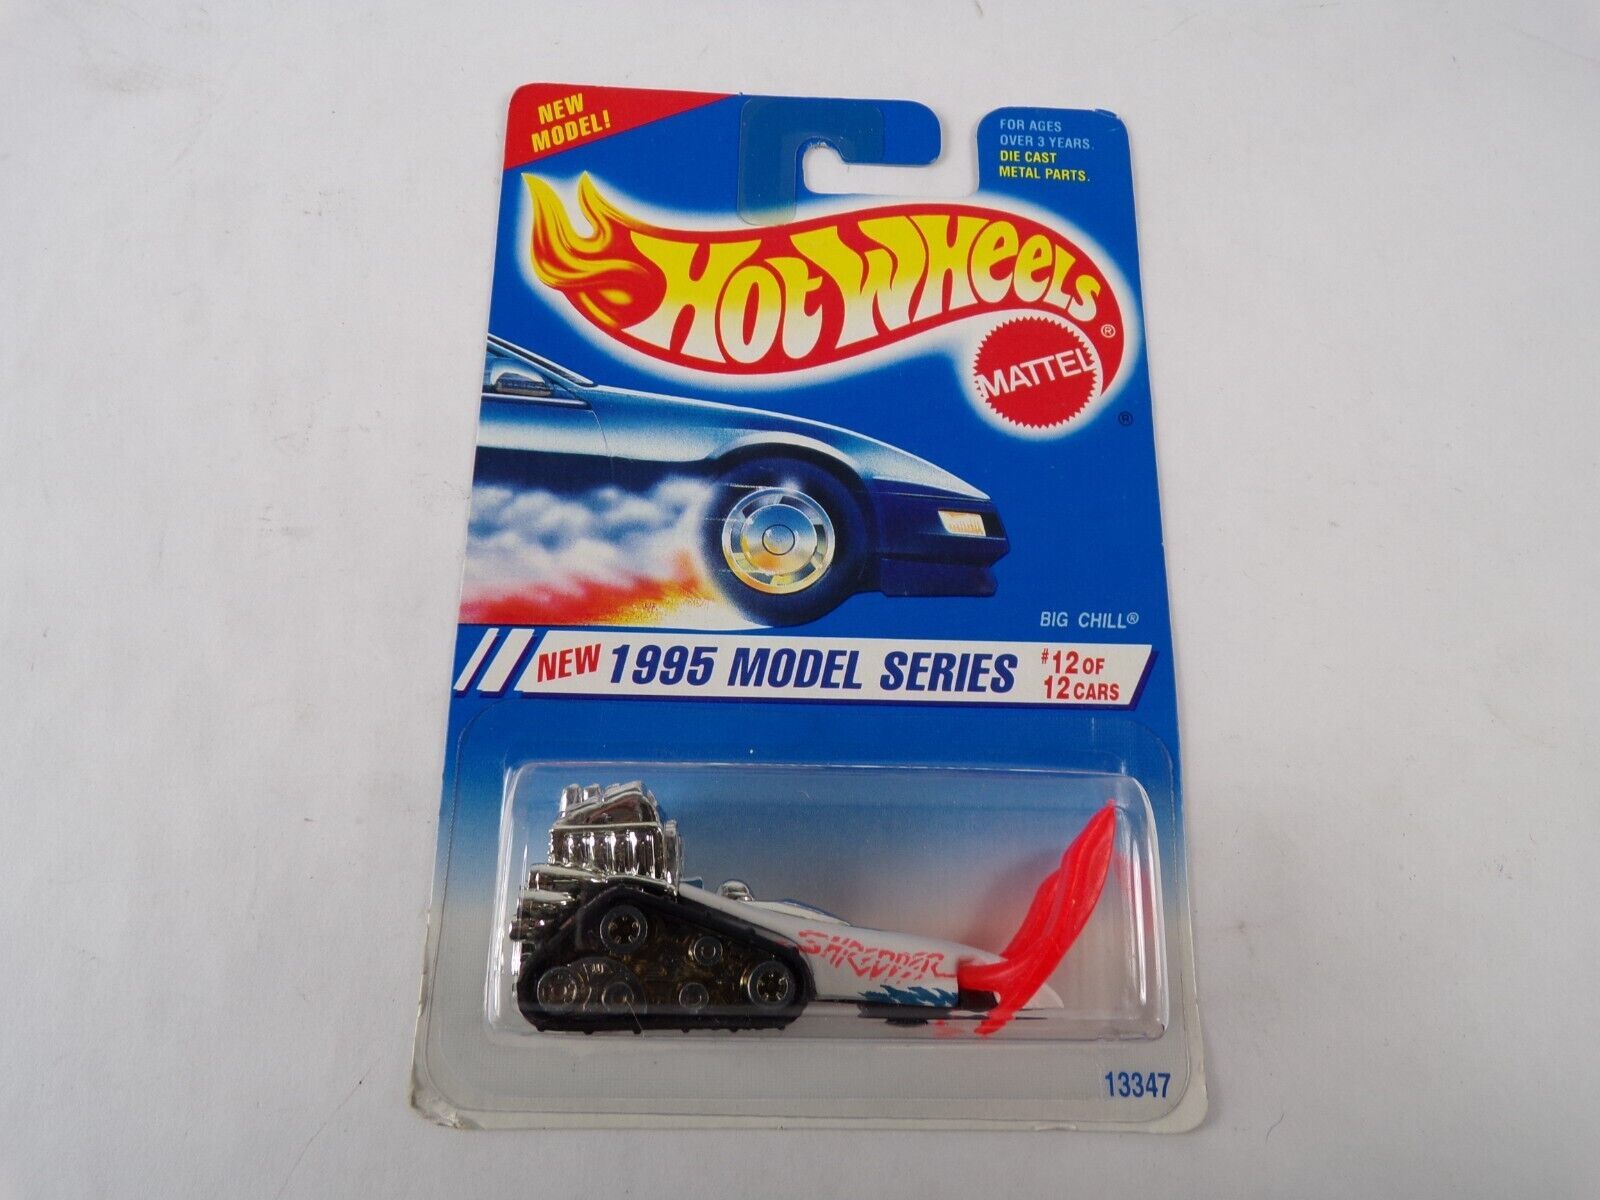 NEW
MODEL!
FOR AGES
OVER 3 YEARS.
DIE CAST
METAL PARTS.
HOT WHEELS®
MATTEL
®
BIG CHILL®
NEW 1995 MODEL SERIES #12 OF
12 CARS
SHREDDER
13347